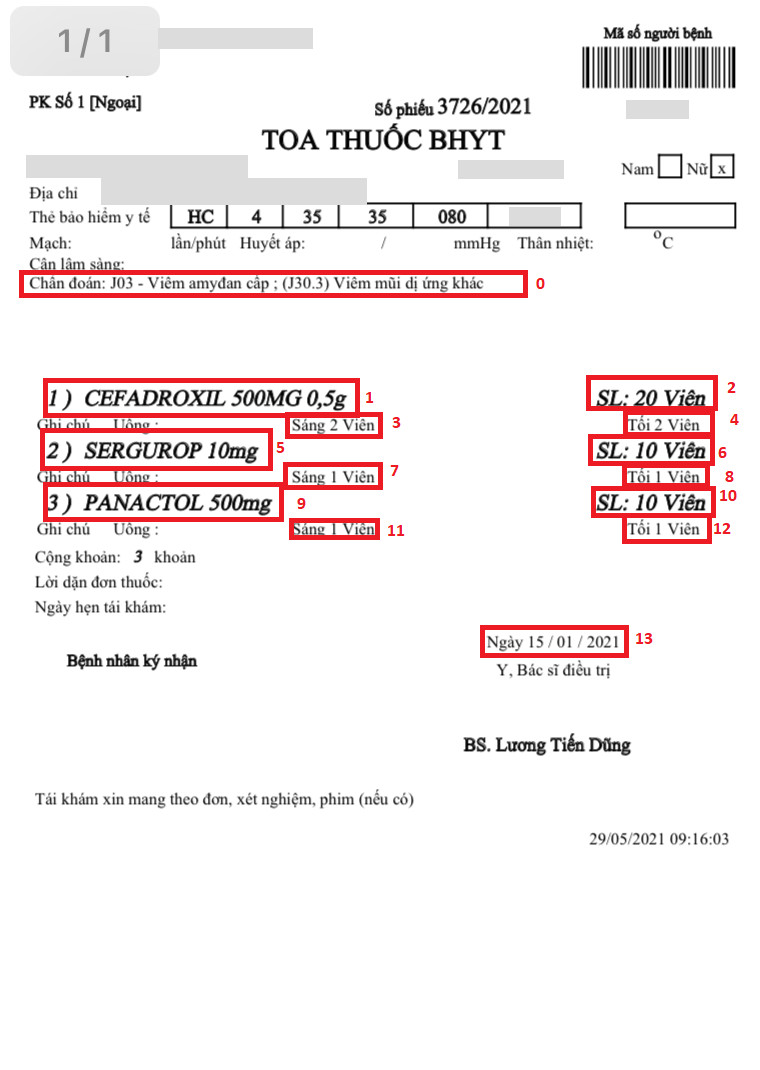 1/1
Mã số người bệnh
PK Số 1 [Ngoại]
Số phiếu 3726/2021
TOA THUỐC BHYT
Nam Nữ x
Địa chỉ
Thẻ bảo hiểm y tế HC 4 35 35 080
Mạch: lần/phút Huyết áp: / mmHg Thân nhiệt: °C
Cận lâm sàng:
Chẩn đoán: J03 - Viêm amyđan cấp ; (J30.3) Viêm mũi dị ứng khác 0
1 ) CEFADROXIL 500MG 0,5g 1 SL: 20 Viên 2
Ghi chú Uống : Sáng 2 Viên 3 Tối 2 Viên 4
2 ) SERGUROP 10mg 5 SL: 10 Viên 6
Ghi chú Uống : Sáng 1 Viên 7 Tối 1 Viên 8
3 ) PANACTOL 500mg 9 SL: 10 Viên 10
Ghi chú Uống : Sáng 1 Viên 11 Tối 1 Viên 12
Cộng khoản: 3 khoản
Lời dặn đơn thuốc:
Ngày hẹn tái khám:
Ngày 15 / 01 / 2021 13
Bệnh nhân ký nhận
Y, Bác sĩ điều trị
BS. Lương Tiến Dũng
Tái khám xin mang theo đơn, xét nghiệm, phim (nếu có)
29/05/2021 09:16:03